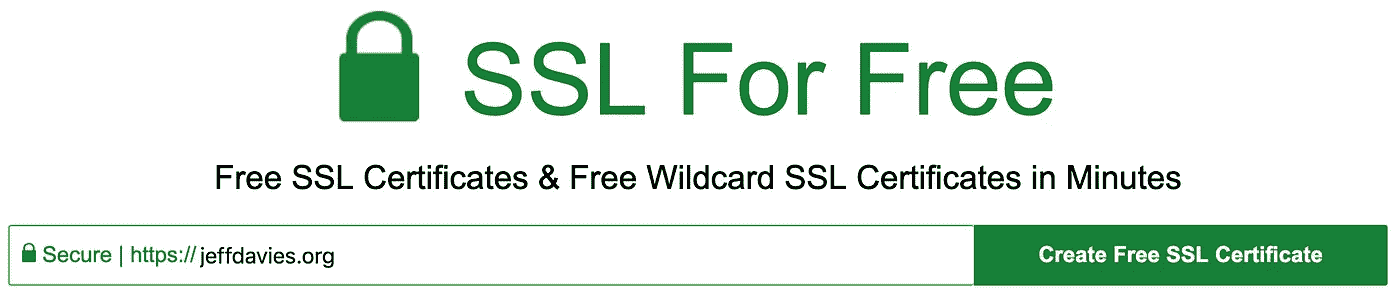 SSL For Free
Free SSL Certificates & Free Wildcard SSL Certificates in Minutes
Secure | https://jeffdavies.org
Create Free SSL Certificate